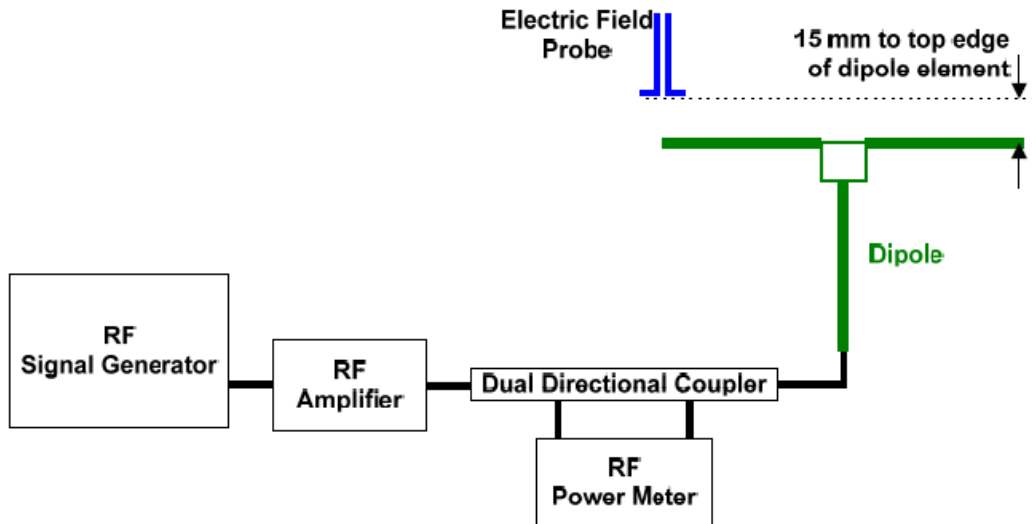 Electric Field
Probe
15 mm to top edge
of dipole element
Dipole
RF
Signal Generator
RF
Amplifier
Dual Directional Coupler
RF
Power Meter